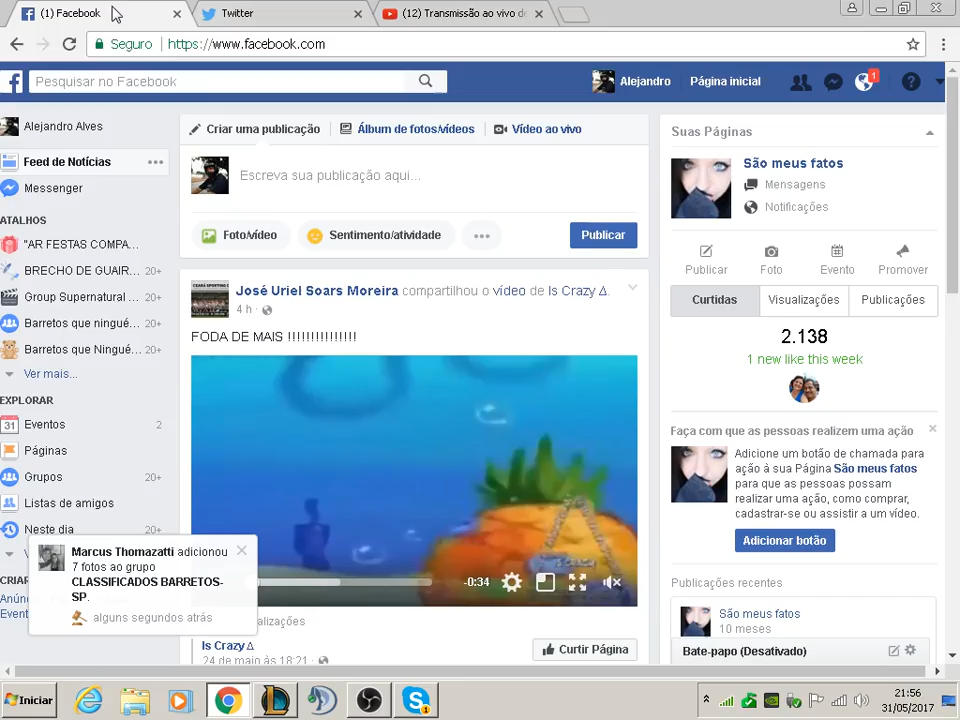 (1) Facebook
Twitter
(12) Transmissão ao vivo de
Seguro
https://www.facebook.com
Pesquisar no Facebook
Alejandro
Página inicial
1
Alejandro Alves
Feed de Notícias
Messenger
ATALHOS
"AR FESTAS COMPA...
BRECHO DE GUAIR... 20+
Group Supernatural ... 20+
Barretos que ningué... 20+
Barretos que Ningué... 20+
Ver mais...
EXPLORAR
31 Eventos 2
Páginas
Grupos 20+
Listas de amigos
Neste dia 20+
V
CRIAR
Anúnc
Event
Marcus Thomazatti adicionou
7 fotos ao grupo
CLASSIFICADOS BARRETOS-
SP.
alguns segundos atrás
Criar uma publicação
Álbum de fotos/vídeos
Vídeo ao vivo
Escreva sua publicação aqui...
Foto/vídeo
Sentimento/atividade
Publicar
José Uriel Soars Moreira compartilhou o vídeo de Is Crazy Δ.
4 h
FODA DE MAIS !!!!!!!!!!!!!!!
-0:34
alizações
Is Crazy Δ
24 de maio às 18:21
Curtir Página
Suas Páginas
São meus fatos
Mensagens
Notificações
Publicar
Foto
Evento
Promover
Curtidas
Visualizações
Publicações
2.138
1 new like this week
Faça com que as pessoas realizem uma ação
Adicione um botão de chamada para
ação à sua Página São meus fatos
para que as pessoas possam
realizar uma ação, como comprar,
cadastrar-se ou assistir a um vídeo.
Adicionar botão
Publicações recentes
São meus fatos
10 meses
Bate-papo (Desativado)
Iniciar
1
21:56
31/05/2017